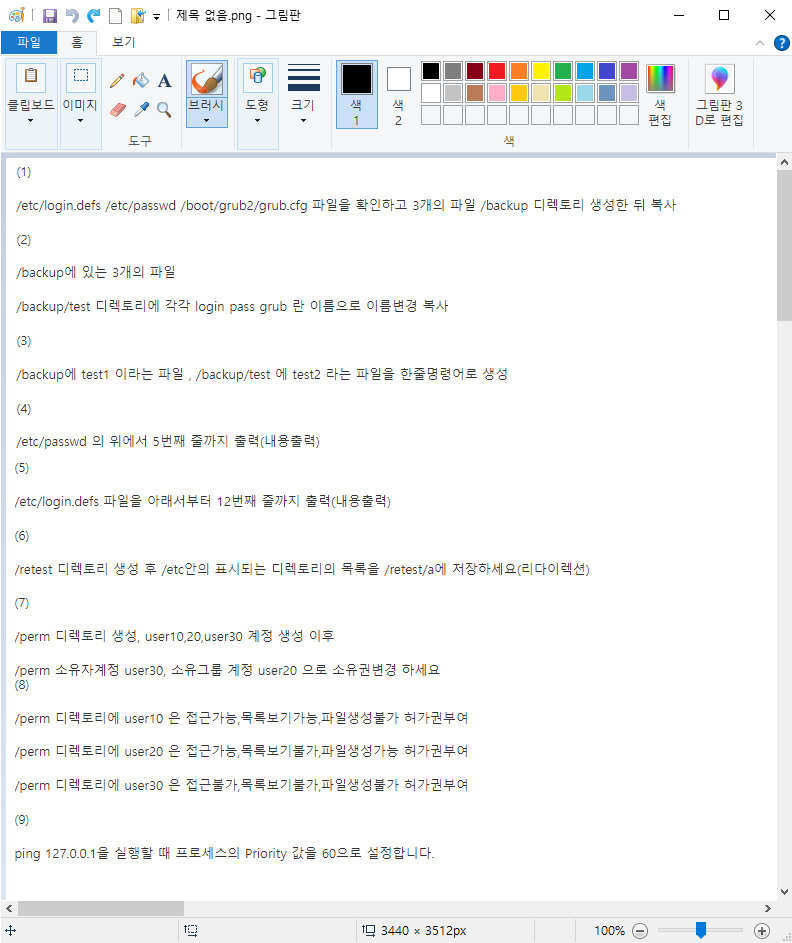 제목 없음.png - 그림판
파일 홈 보기
클립보드
이미지
도구
브러시
도형
크기
색 1
색 2
색 편집
색
그림판 3D로 편집
(1)
/etc/login.defs /etc/passwd /boot/grub2/grub.cfg 파일을 확인하고 3개의 파일 /backup 디렉토리 생성한 뒤 복사
(2)
/backup에 있는 3개의 파일
/backup/test 디렉토리에 각각 login pass grub 란 이름으로 이름변경 복사
(3)
/backup에 test1 이라는 파일 , /backup/test 에 test2 라는 파일을 한줄명령어로 생성
(4)
/etc/passwd 의 위에서 5번째 줄까지 출력(내용출력)
(5)
/etc/login.defs 파일을 아래서부터 12번째 줄까지 출력(내용출력)
(6)
/retest 디렉토리 생성 후 /etc안의 표시되는 디렉토리의 목록을 /retest/a에 저장하세요(리다이렉션)
(7)
/perm 디렉토리 생성, user10,20,user30 계정 생성 이후
/perm 소유자계정 user30, 소유그룹 계정 user20 으로 소유권변경 하세요
(8)
/perm 디렉토리에 user10 은 접근가능,목록보기가능,파일생성불가 허가권부여
/perm 디렉토리에 user20 은 접근가능,목록보기불가,파일생성가능 허가권부여
/perm 디렉토리에 user30 은 접근불가,목록보기불가,파일생성불가 허가권부여
(9)
ping 127.0.0.1을 실행할 때 프로세스의 Priority 값을 60으로 설정합니다.
3440 × 3512px
100%